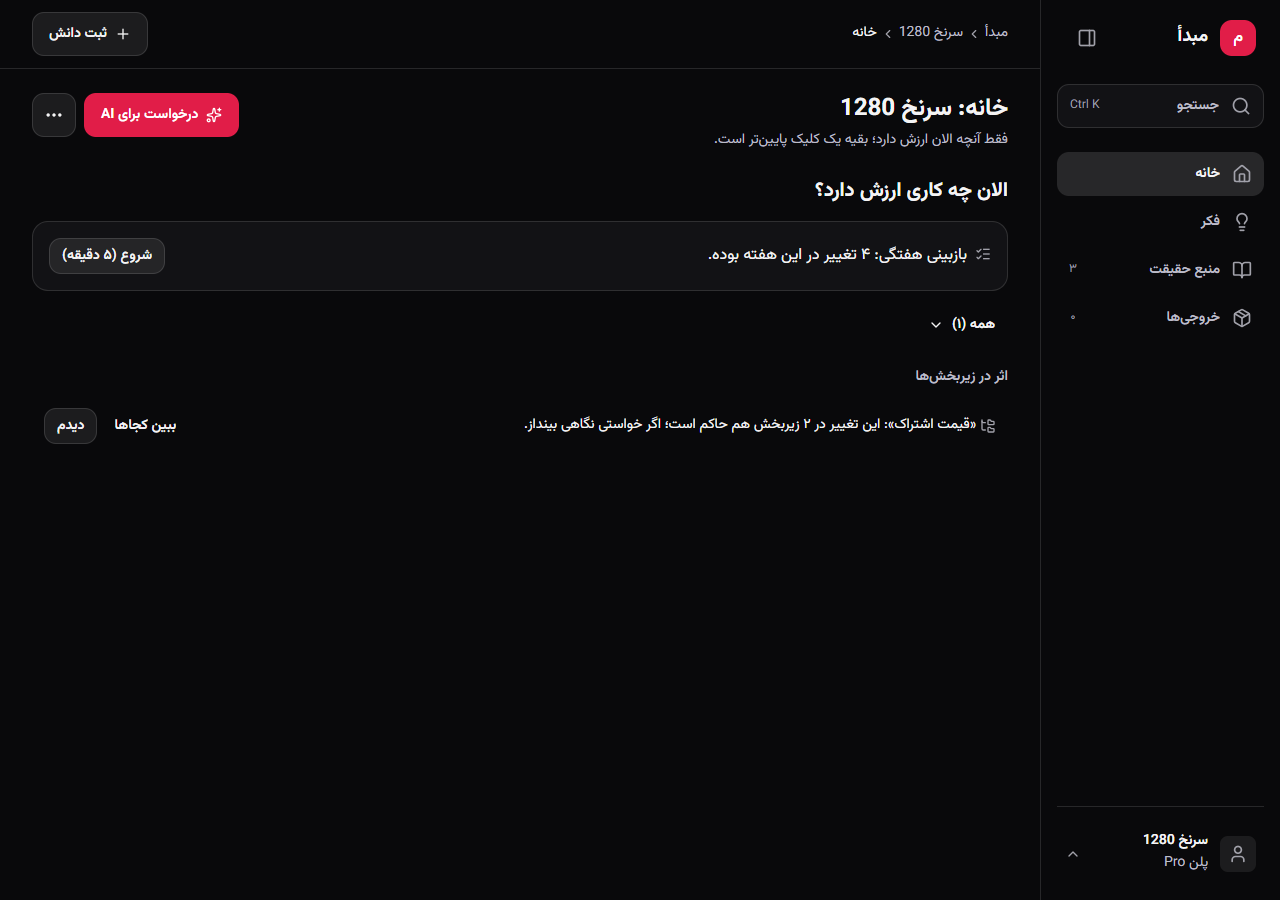 م
مبدأ
جستجو
Ctrl K
خانه
فکر
منبع حقیقت
۳
خروجی‌ها
۰
سرنخ 1280
پلن Pro
مبدأ › سرنخ 1280 › خانه
ثبت دانش
خانه: سرنخ 1280
فقط آنچه الان ارزش دارد؛ بقیه یک کلیک پایین‌تر است.
درخواست برای AI
الان چه کاری ارزش دارد؟
بازبینی هفتگی: ۴ تغییر در این هفته بوده.
شروع (۵ دقیقه)
همه (۱)
اثر در زیربخش‌ها
«قیمت اشتراک»: این تغییر در ۲ زیربخش هم حاکم است؛ اگر خواستی نگاهی بینداز.
ببین کجاها
دیدم